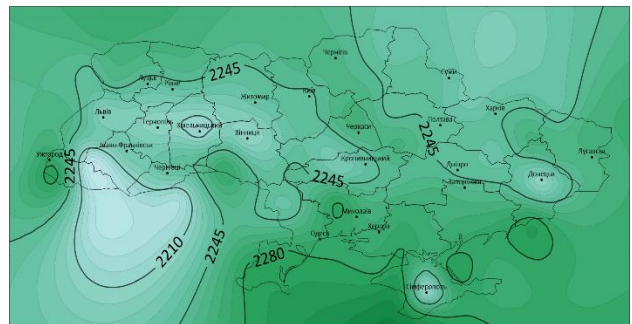 Чернігів
Суми
Луцьк
Рівне
2245
Житомир
Київ
Харків
Львів
Тернопіль
Хмельницький
Вінниця
Черкаси
Полтава
2245
Ужгород
Івано-Франківськ
Чернівці
Кропивницький
Дніпро
Луганськ
Донецьк
Запоріжжя
2245
2245
Миколаїв
Херсон
Одеса
2210
2245
2280
Сімферополь